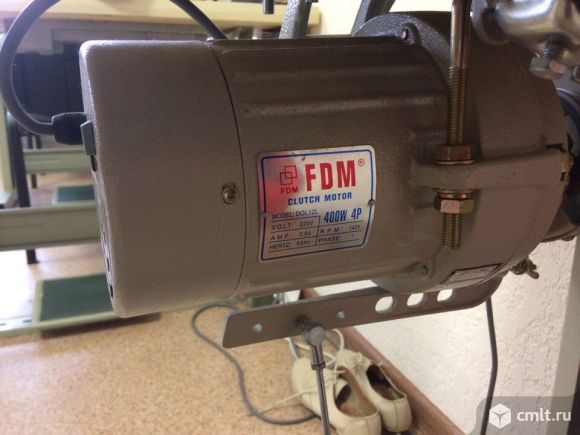 FDM
FDM®
CLUTCH MOTOR
MODEL: DOL12L 400W 4P
VOLT: 220V
AMP 2.8A R.P.M. 1425
HERTZ: 50Hz PHASE: 1
cmlt.ru